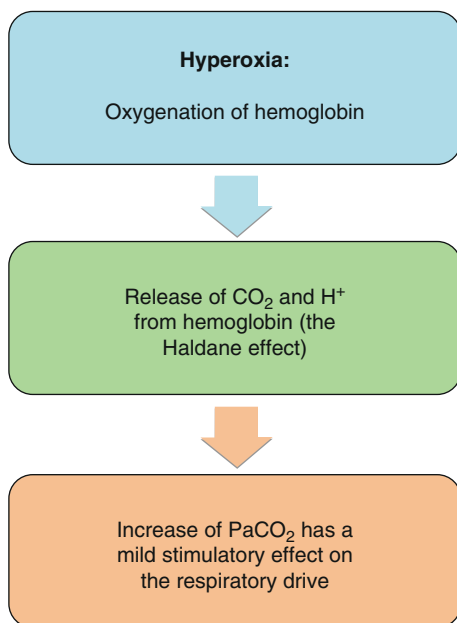 Hyperoxia:
Oxygenation of hemoglobin
Release of CO₂ and H⁺
from hemoglobin (the
Haldane effect)
Increase of PaCO₂ has a
mild stimulatory effect on
the respiratory drive